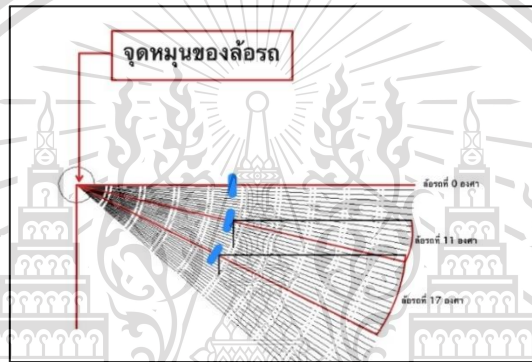 จุดหมุนของล้อรถ
ล้อรถที่ 0 องศา
ล้อรถที่ 11 องศา
ล้อรถที่ 17 องศา